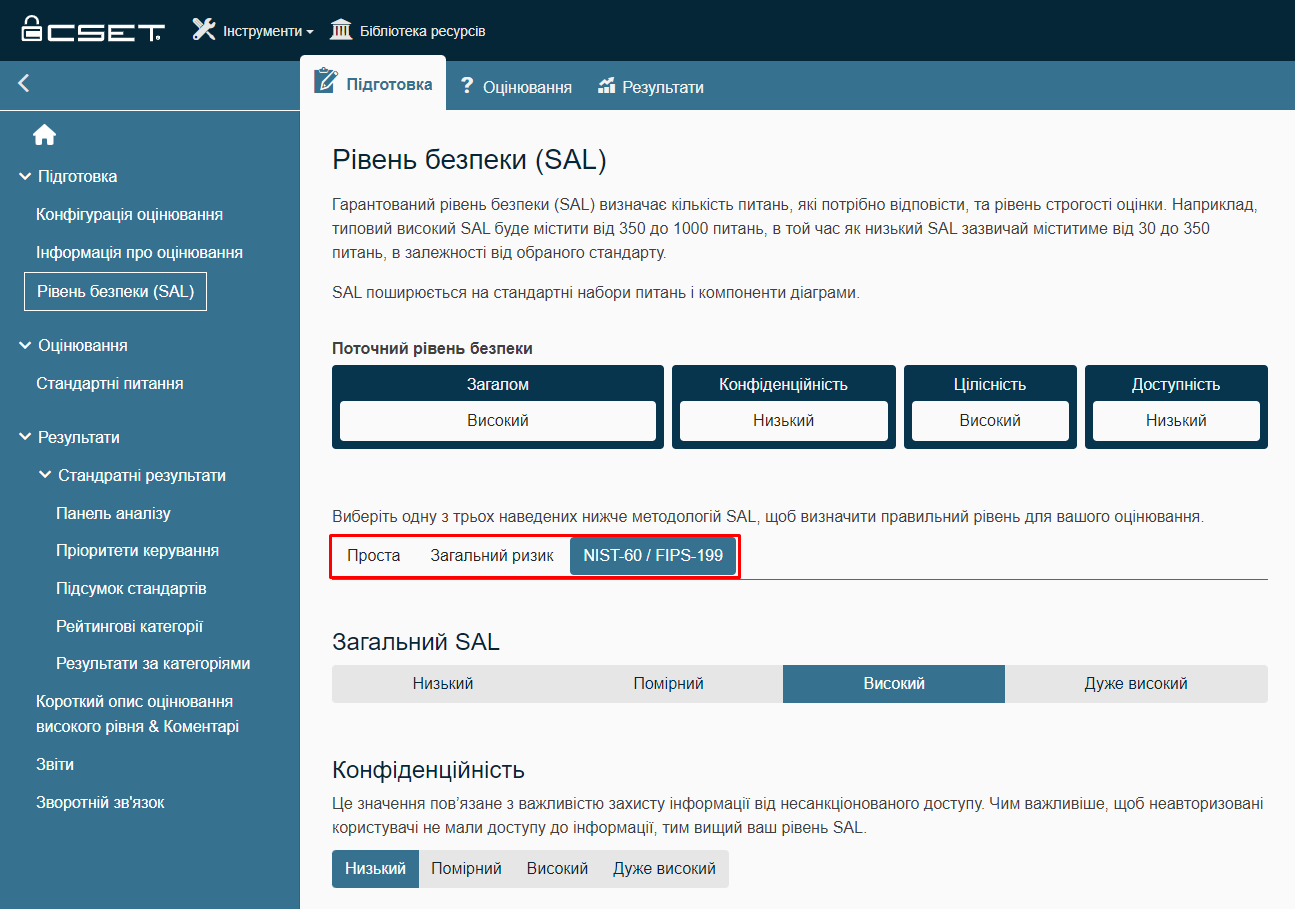 CSET
Інструменти
Бібліотека ресурсів
Підготовка
? Оцінювання
Результати
Підготовка
Конфігурація оцінювання
Інформація про оцінювання
Рівень безпеки (SAL)
Оцінювання
Стандартні питання
Результати
Стандратні результати
Панель аналізу
Пріоритети керування
Підсумок стандартів
Рейтингові категорії
Результати за категоріями
Короткий опис оцінювання
високого рівня & Коментарі
Звіти
Зворотній зв'язок
Рівень безпеки (SAL)
Гарантований рівень безпеки (SAL) визначає кількість питань, які потрібно відповісти, та рівень строгості оцінки. Наприклад,
типовий високий SAL буде містити від 350 до 1000 питань, в той час як низький SAL зазвичай міститиме від 30 до 350
питань, в залежності від обраного стандарту.
SAL поширюється на стандартні набори питань і компоненти діаграми.
Поточний рівень безпеки
Загалом Конфіденційність Цілісність Доступність
Високий Низький Високий Низький
Виберіть одну з трьох наведених нижче методологій SAL, щоб визначити правильний рівень для вашого оцінювання.
Проста Загальний ризик NIST-60 / FIPS-199
Загальний SAL
Низький Помірний Високий Дуже високий
Конфіденційність
Це значення пов’язане з важливістю захисту інформації від несанкціонованого доступу. Чим важливіше, щоб неавторизовані
користувачі не мали доступу до інформації, тим вищий ваш рівень SAL.
Низький Помірний Високий Дуже високий